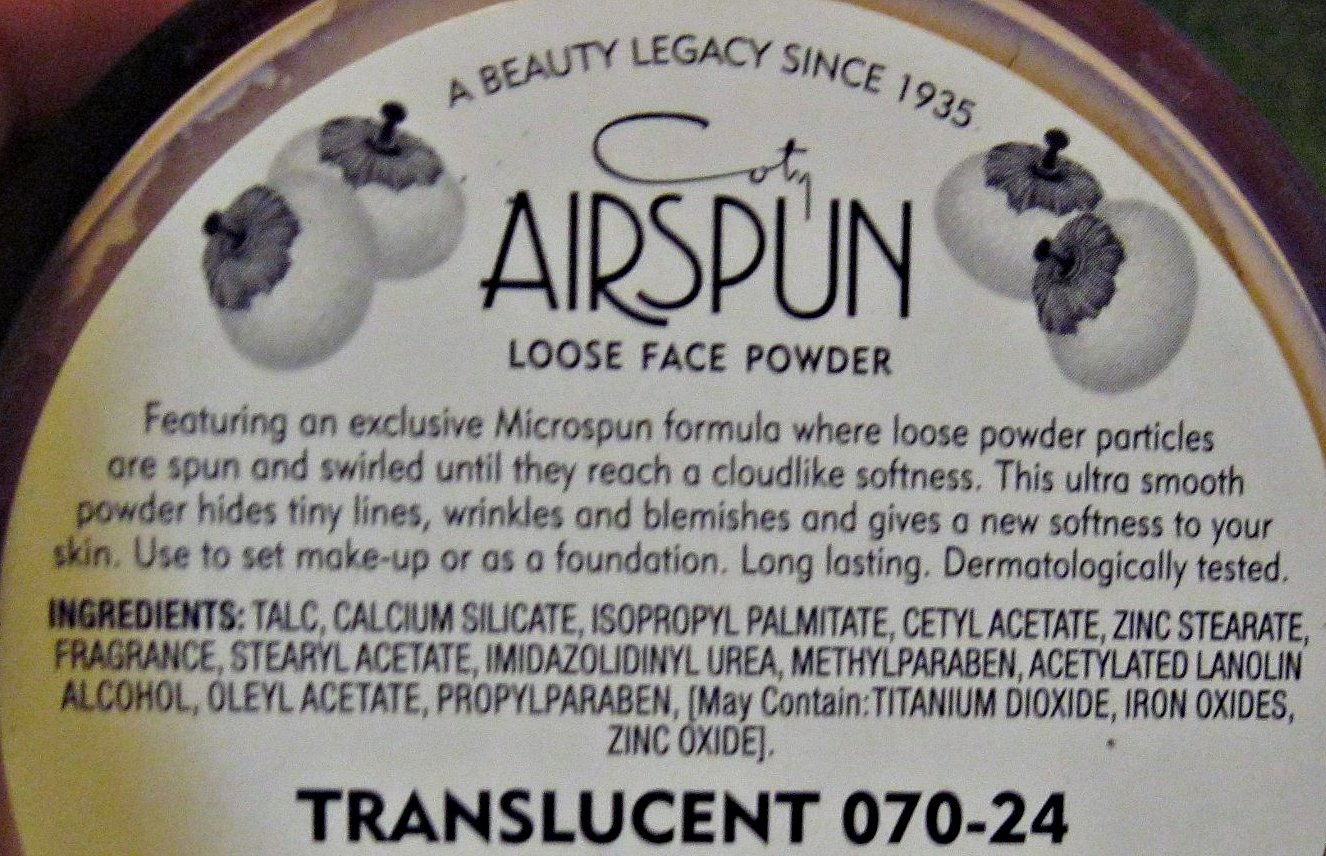 A BEAUTY LEGACY SINCE 1935
Coty
AIRSPUN
LOOSE FACE POWDER
Featuring an exclusive Microspun formula where loose powder particles
are spun and swirled until they reach a cloudlike softness. This ultra smooth
powder hides tiny lines, wrinkles and blemishes and gives a new softness to your
skin. Use to set make-up or as a foundation. Long lasting. Dermatologically tested.
INGREDIENTS: TALC, CALCIUM SILICATE, ISOPROPYL PALMITATE, CETYL ACETATE, ZINC STEARATE,
FRAGRANCE, STEARYL ACETATE, IMIDAZOLIDINYL UREA, METHYLPARABEN, ACETYLATED LANOLIN
ALCOHOL, OLEYL ACETATE, PROPYLPARABEN, [May Contain: TITANIUM DIOXIDE, IRON OXIDES,
ZINC OXIDE].
TRANSLUCENT 070-24